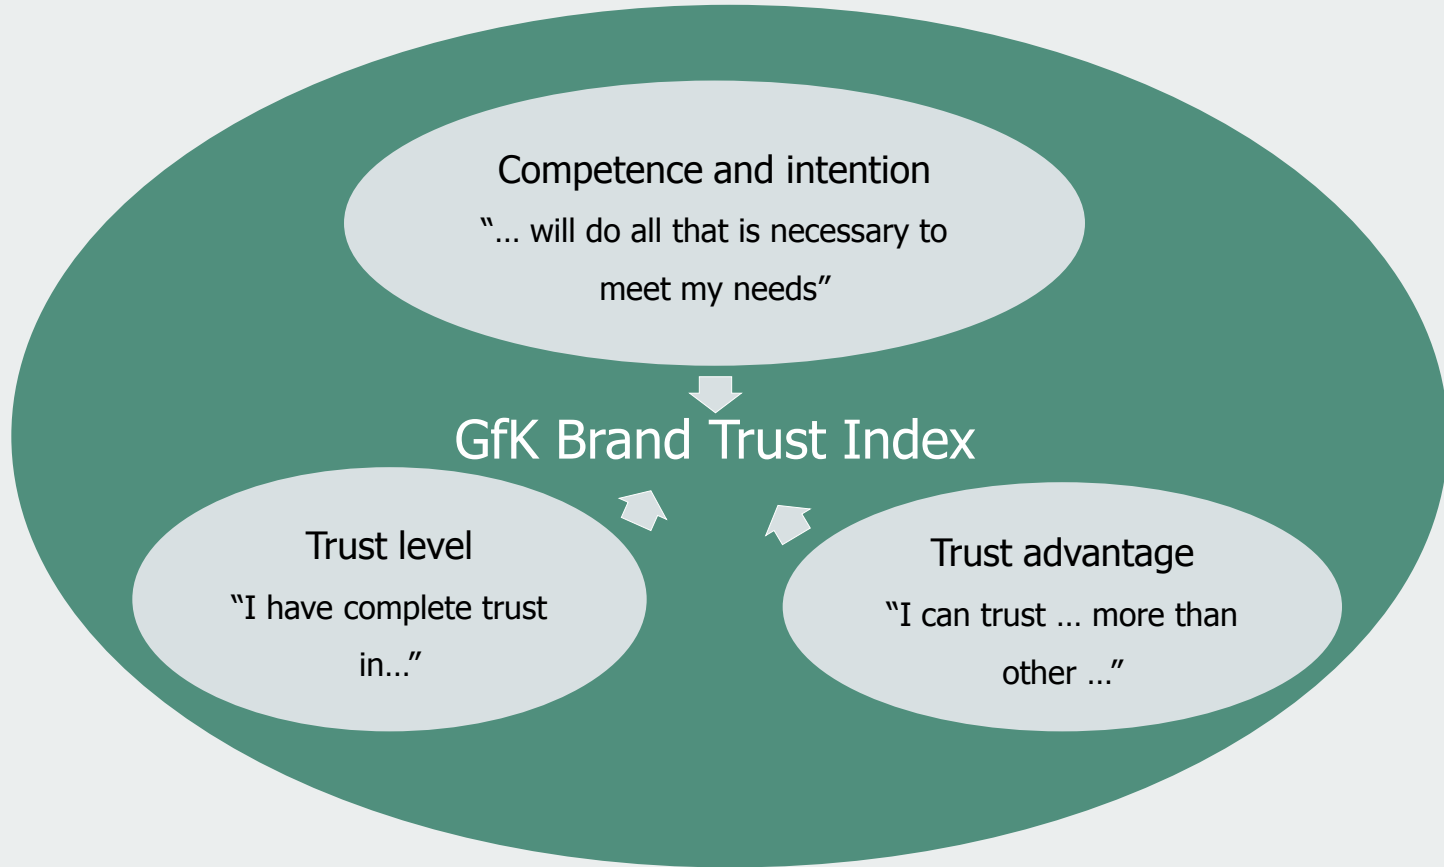 Competence and intention
“… will do all that is necessary to
meet my needs”
GfK Brand Trust Index
Trust level
“I have complete trust
in…”
Trust advantage
“I can trust … more than
other …”